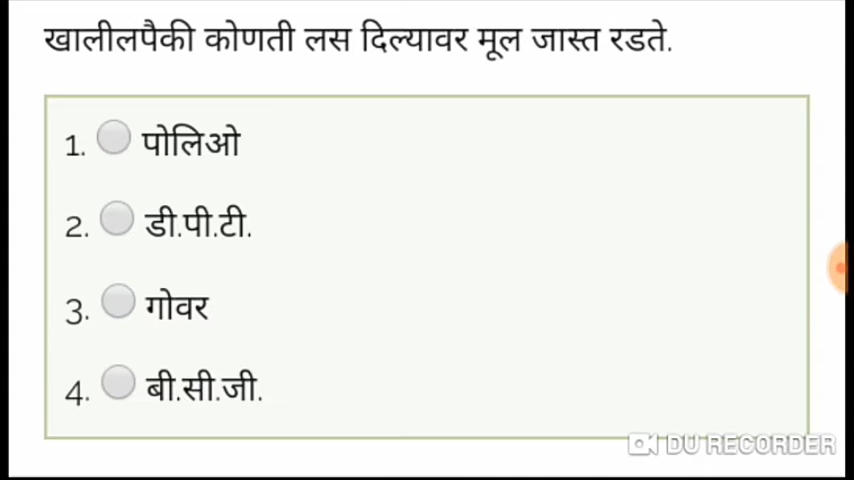 खालीलपैकी कोणती लस दिल्यावर मूल जास्त रडते.
1. पोलिओ
2. डी.पी.टी.
3. गोवर
4. बी.सी.जी.
DU RECORDER